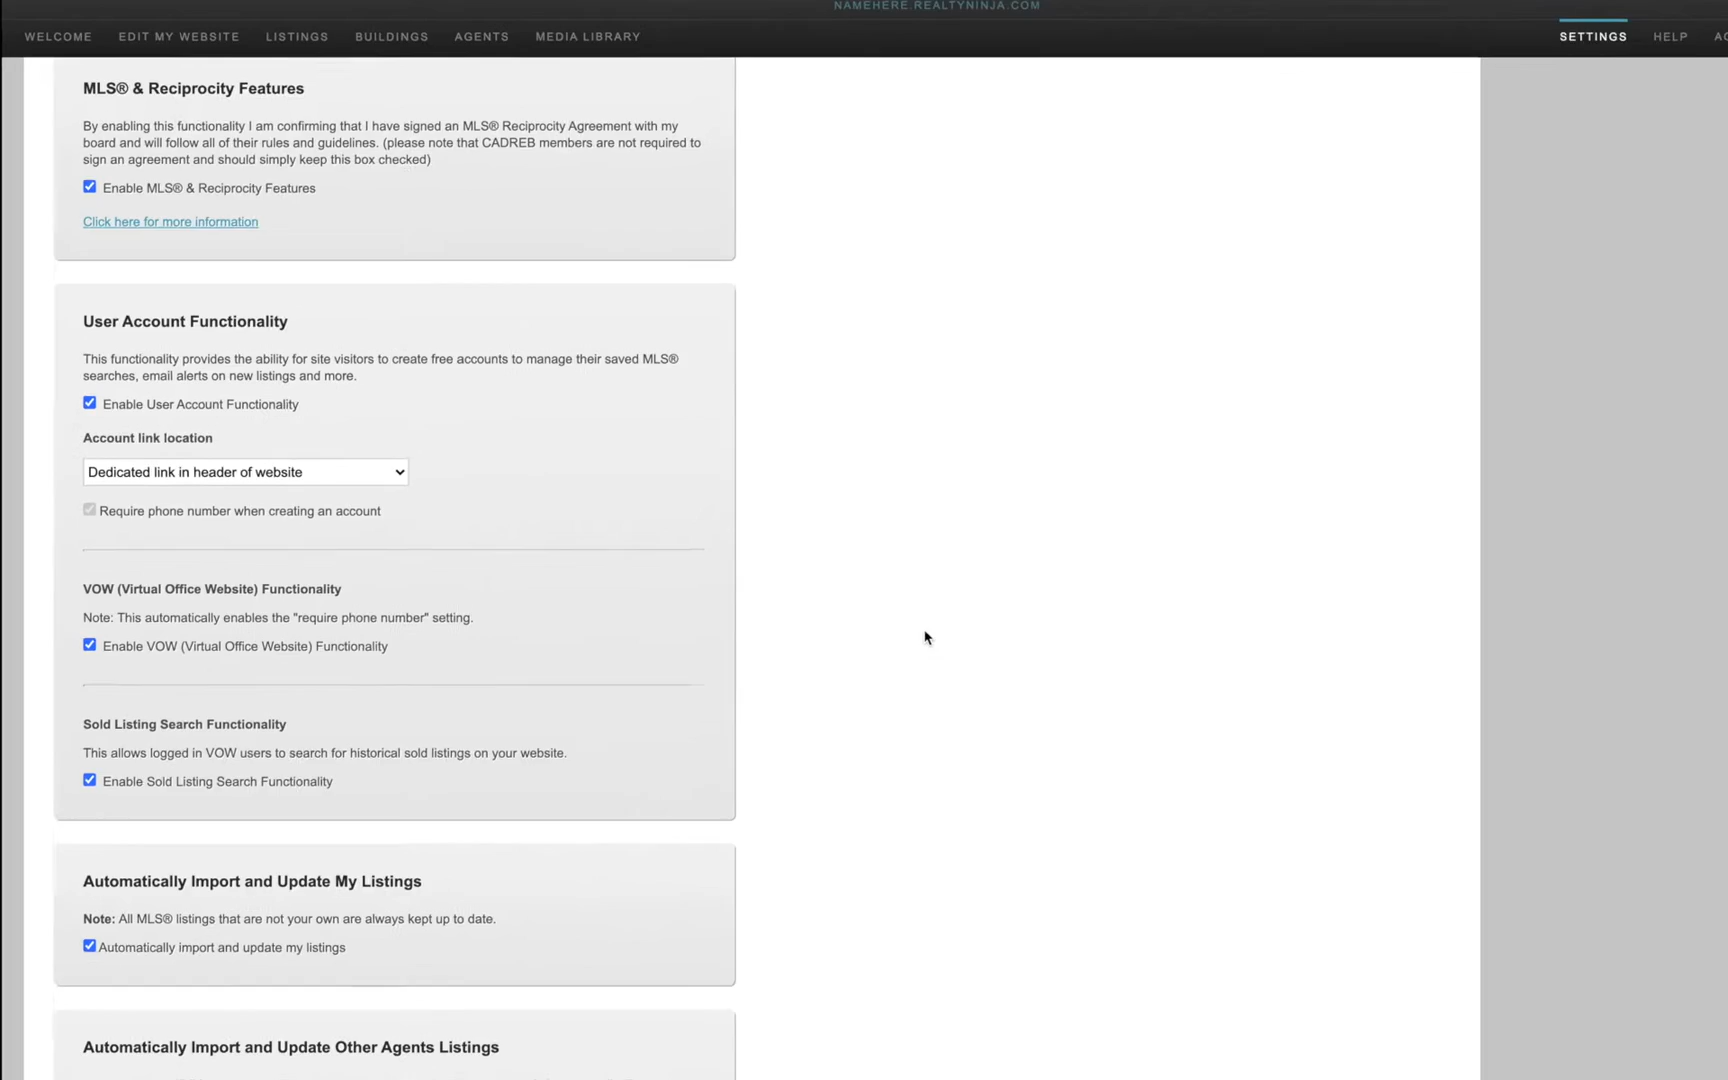 NAMEHERE.REALTYNINJA.COM
WELCOME EDIT MY WEBSITE LISTINGS BUILDINGS AGENTS MEDIA LIBRARY SETTINGS HELP
MLS® & Reciprocity Features
By enabling this functionality I am confirming that I have signed an MLS® Reciprocity Agreement with my
board and will follow all of their rules and guidelines. (please note that CADREB members are not required to
sign an agreement and should simply keep this box checked)
Enable MLS® & Reciprocity Features
Click here for more information
User Account Functionality
This functionality provides the ability for site visitors to create free accounts to manage their saved MLS®
searches, email alerts on new listings and more.
Enable User Account Functionality
Account link location
Dedicated link in header of website
Require phone number when creating an account
VOW (Virtual Office Website) Functionality
Note: This automatically enables the "require phone number" setting.
Enable VOW (Virtual Office Website) Functionality
Sold Listing Search Functionality
This allows logged in VOW users to search for historical sold listings on your website.
Enable Sold Listing Search Functionality
Automatically Import and Update My Listings
Note: All MLS® listings that are not your own are always kept up to date.
Automatically import and update my listings
Automatically Import and Update Other Agents Listings